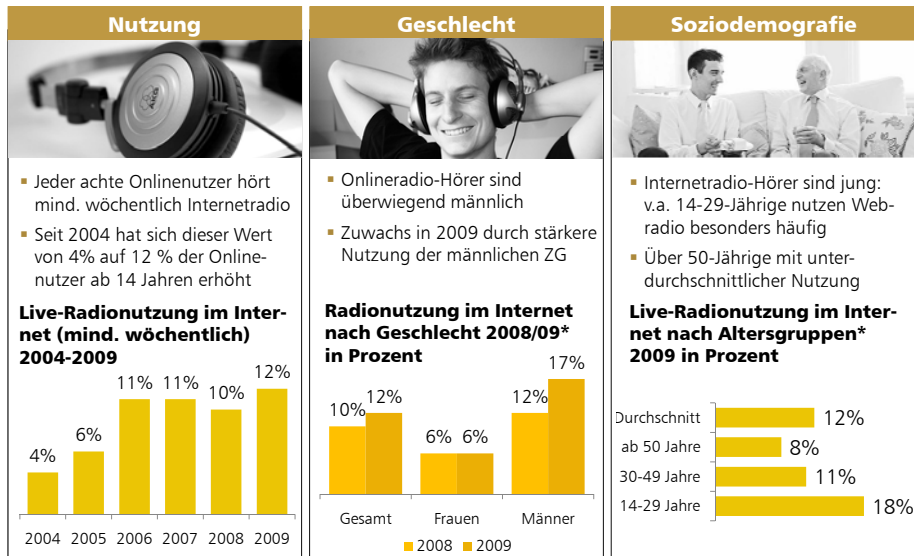 Nutzung
▪ Jeder achte Onlinenutzer hört
mind. wöchentlich Internetradio
▪ Seit 2004 hat sich dieser Wert
von 4% auf 12 % der Online-
nutzer ab 14 Jahren erhöht
Live-Radionutzung im Inter-
net (mind. wöchentlich)
2004-2009
4% 6% 11% 11% 10% 12%
2004 2005 2006 2007 2008 2009
AKG
Geschlecht
▪ Onlineradio-Hörer sind
überwiegend männlich
▪ Zuwachs in 2009 durch stärkere
Nutzung der männlichen ZG
Radionutzung im Internet
nach Geschlecht 2008/09*
in Prozent
10% 12% 6% 6% 12% 17%
Gesamt Frauen Männer
2008 2009
Soziodemografie
▪ Internetradio-Hörer sind jung:
v.a. 14-29-Jährige nutzen Web-
radio besonders häufig
▪ Über 50-Jährige mit unter-
durchschnittlicher Nutzung
Live-Radionutzung im Inter-
net nach Altersgruppen*
2009 in Prozent
Durchschnitt 12%
ab 50 Jahre 8%
30-49 Jahre 11%
14-29 Jahre 18%